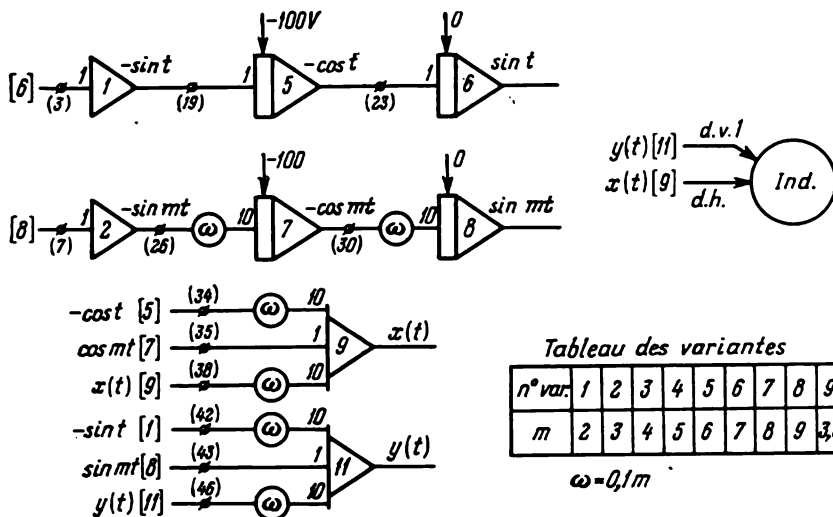 -100V 0
[6] 1 (3) 1 -sin t (19) 1 5 -cos t (23) 1 6 sin t
y(t)[11] d.v.1
x(t)[9] d.h. Ind.
-100 0
[8] 1 (7) 2 -sin mt (26) ω 10 7 -cos mt (30) ω 10 8 sin mt
-cost [5] (34) ω 10
cos mt [7] (35) 1 9 x(t)
x(t) [9] (38) ω 10
-sint [1] (42) ω 10
sin mt [8] (43) 1 11 y(t)
y(t) [11] (46) ω 10
Tableau des variantes
n° var. 1 2 3 4 5 6 7 8 9
m 2 3 4 5 6 7 8 9
ω=0,1m